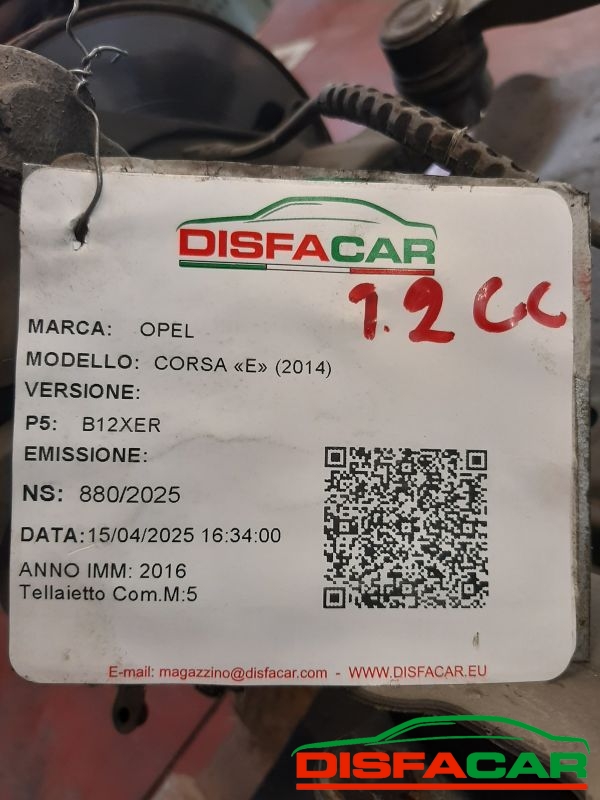 DISFACAR
1.2 CC
MARCA: OPEL
MODELLO: CORSA «E» (2014)
VERSIONE:
P5: B12XER
EMISSIONE:
NS: 880/2025
DATA:15/04/2025 16:34:00
ANNO IMM: 2016
Tellaietto Com.M:5
E-mail: magazzino@disfacar.com - WWW.DISFACAR.EU
DISFACAR